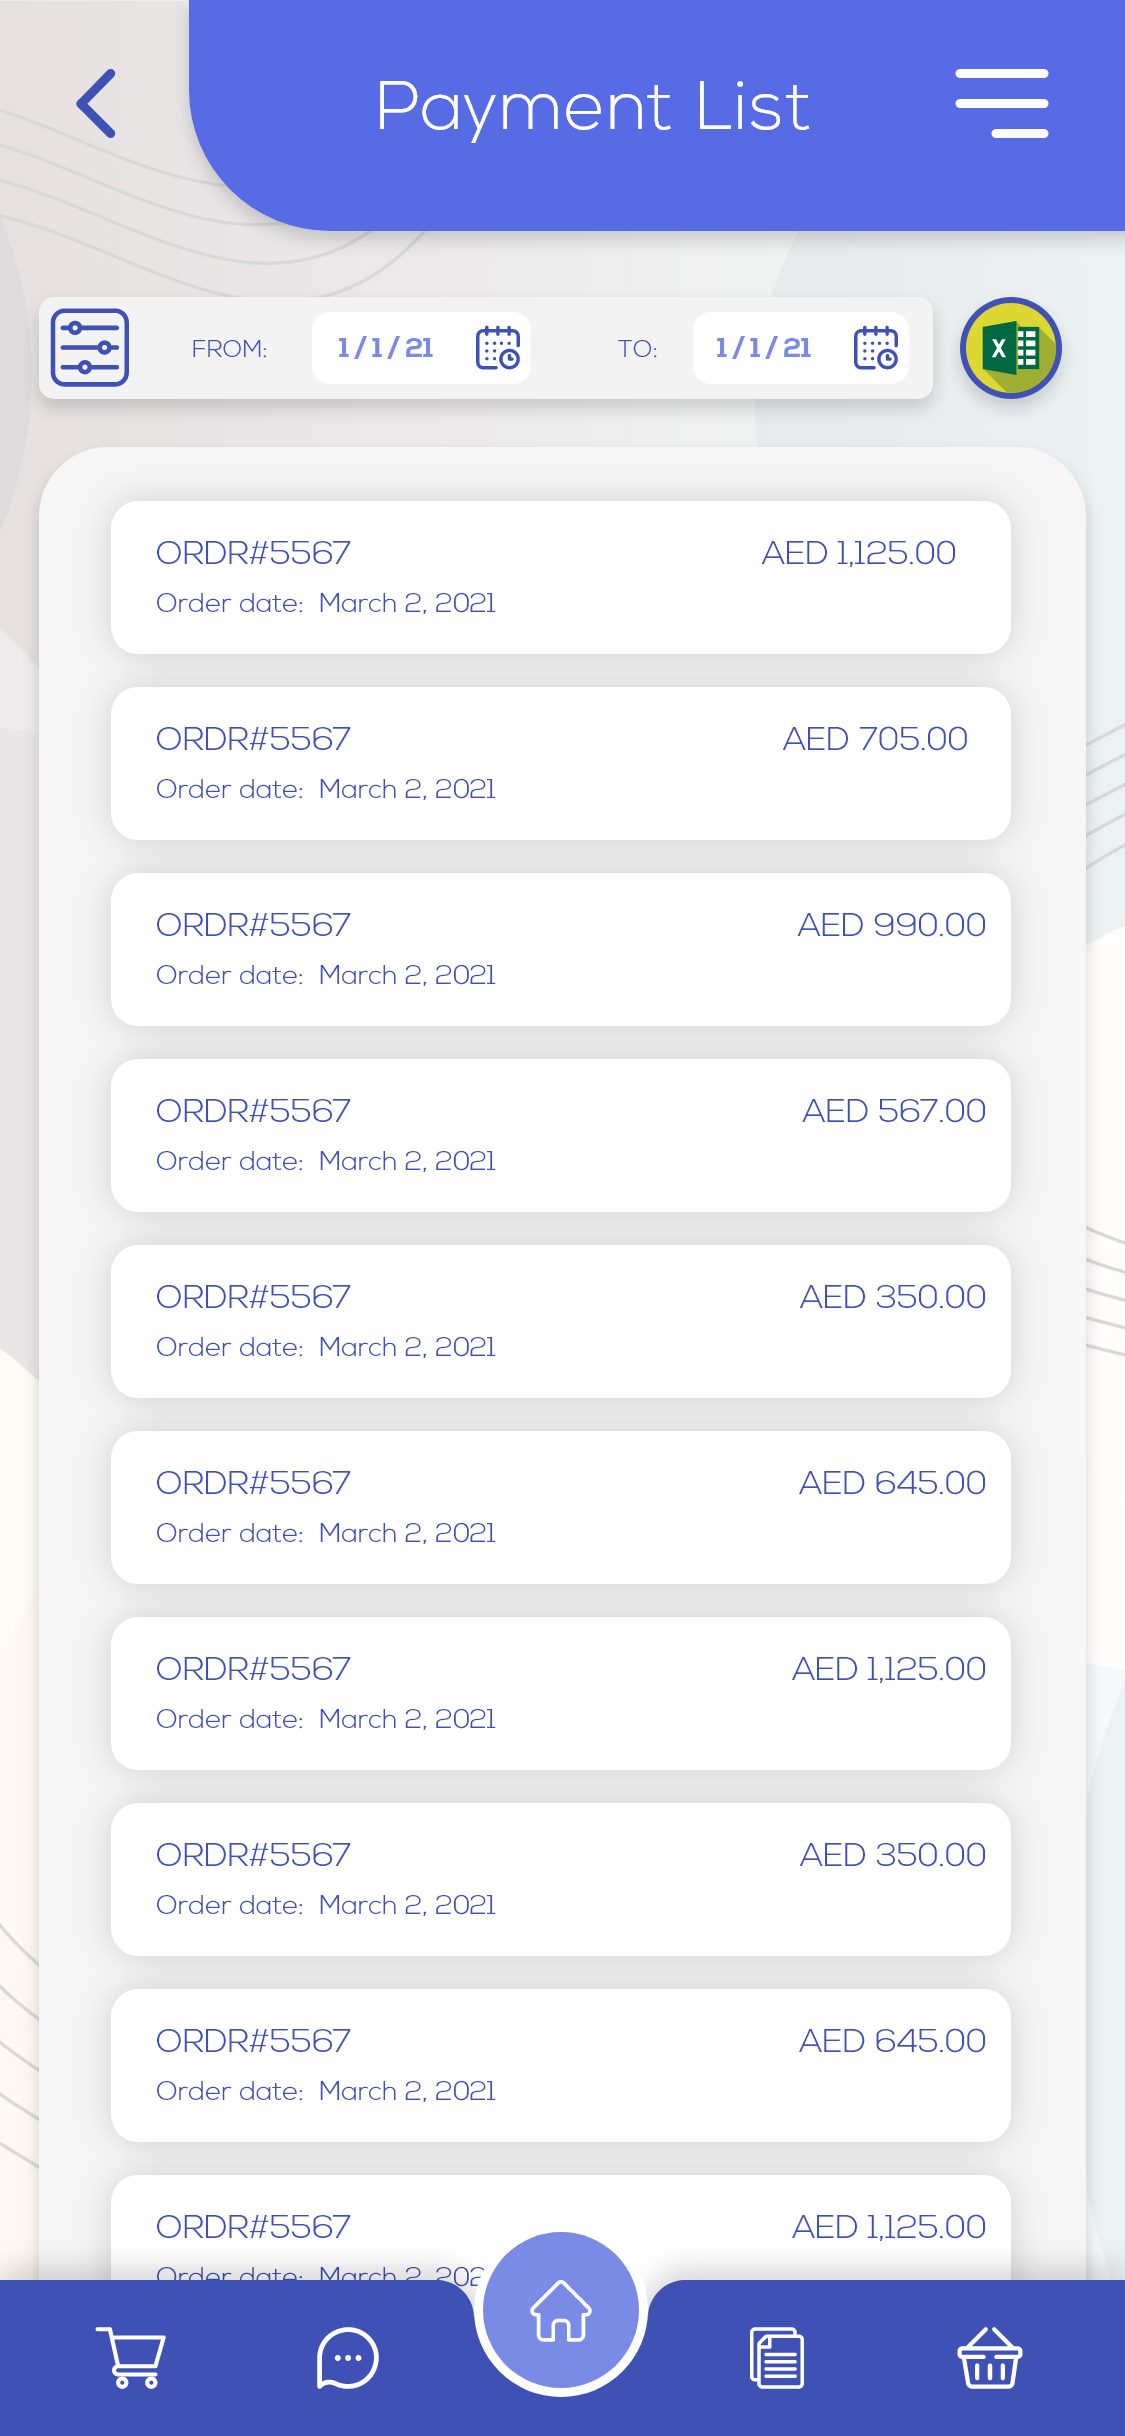 Payment List
FROM: 1 / 1 / 21 TO: 1 / 1 / 21 X
ORDR#5567 AED 1,125.00
Order date: March 2, 2021
ORDR#5567 AED 705.00
Order date: March 2, 2021
ORDR#5567 AED 990.00
Order date: March 2, 2021
ORDR#5567 AED 567.00
Order date: March 2, 2021
ORDR#5567 AED 350.00
Order date: March 2, 2021
ORDR#5567 AED 645.00
Order date: March 2, 2021
ORDR#5567 AED 1,125.00
Order date: March 2, 2021
ORDR#5567 AED 350.00
Order date: March 2, 2021
ORDR#5567 AED 645.00
Order date: March 2, 2021
ORDR#5567 AED 1,125.00
Order date: March 2, 202